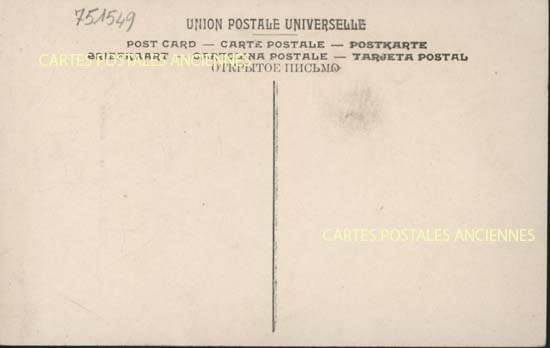 751549
UNION POSTALE UNIVERSELLE
POST CARD — CARTE POSTALE — POSTKARTE
BRIEFKAART — CARTOLINA POSTALE — TARJETA POSTAL
CARTES POSTALES ANCIENNES
ОТКРЫТОЕ ПИСЬМО
CARTES POSTALES ANCIENNES